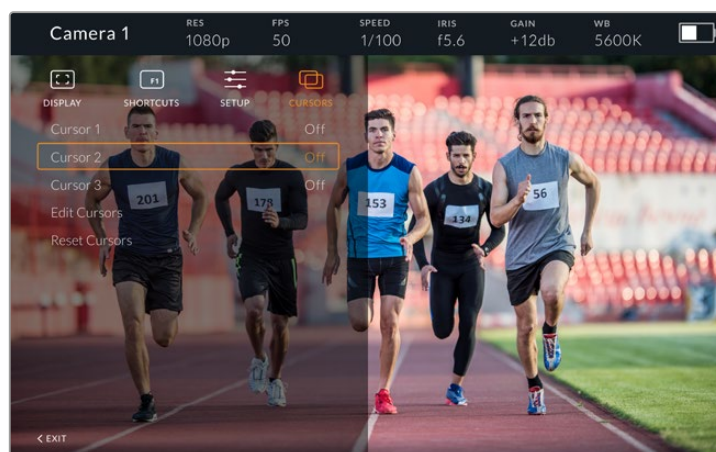 Camera 1
RES
1080p
FPS
50
SPEED
1/100
IRIS
f5.6
GAIN
+12db
WB
5600K
F1
DISPLAY
SHORTCUTS
SETUP
CURSORS
Cursor 1 Off
Cursor 2 Off
Cursor 3 Off
Edit Cursors
Reset Cursors
201
178
153
134
56
< EXIT